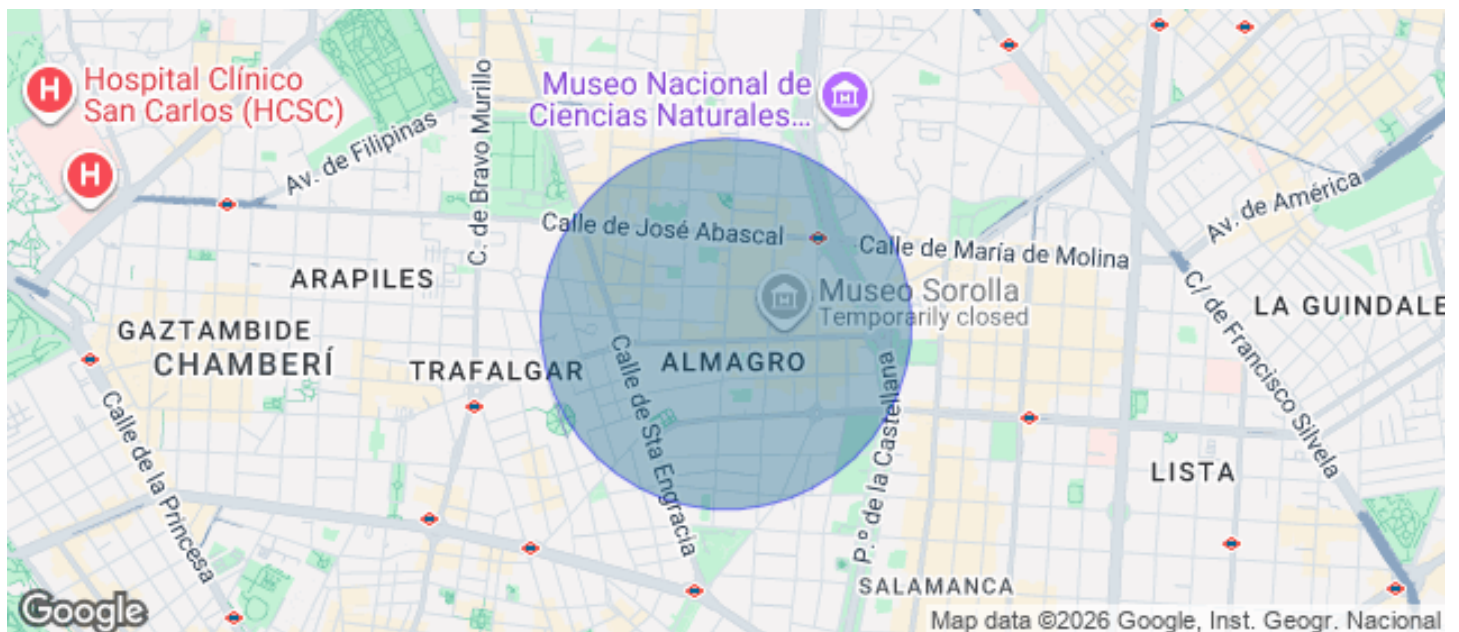 Hospital Clínico
San Carlos (HCSC)
Museo Nacional de
Ciencias Naturales...
Av. de Filipinas
C. de Bravo Murillo
Av. de América
Calle de José Abascal
Calle de María de Molina
ARAPILES
Museo Sorolla
Temporarily closed
C/ de Francisco Silvela
LA GUINDALE
GAZTAMBIDE
CHAMBERÍ
TRAFALGAR
ALMAGRO
Calle de la Princesa
Calle de Sta Engracia
P.º de la Castellana
LISTA
SALAMANCA
Google
Map data ©2026 Google, Inst. Geogr. Nacional